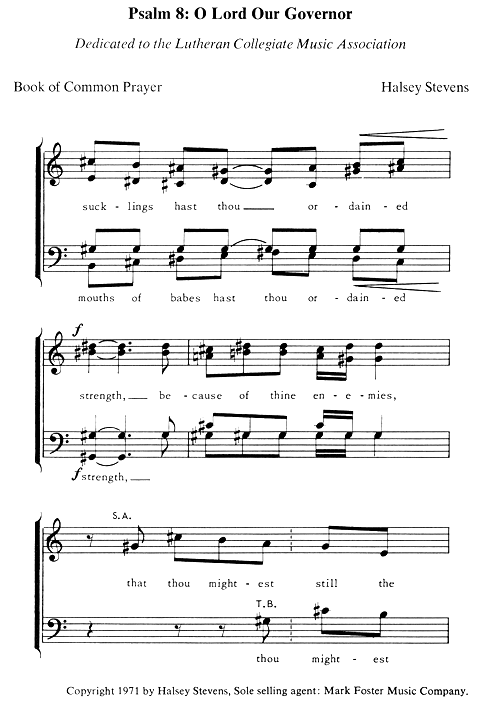 Psalm 8: O Lord Our Governor
Dedicated to the Lutheran Collegiate Music Association
Book of Common Prayer Halsey Stevens
suck - lings hast thou ____ or - dain - ed
mouths of babes hast thou or - dain - ed
f
strength, ___ be - cause of thine en - e - mies,
f strength, ___
S.A.
that thou might - est still the
T.B.
thou might - est
Copyright 1971 by Halsey Stevens, Sole selling agent: Mark Foster Music Company.